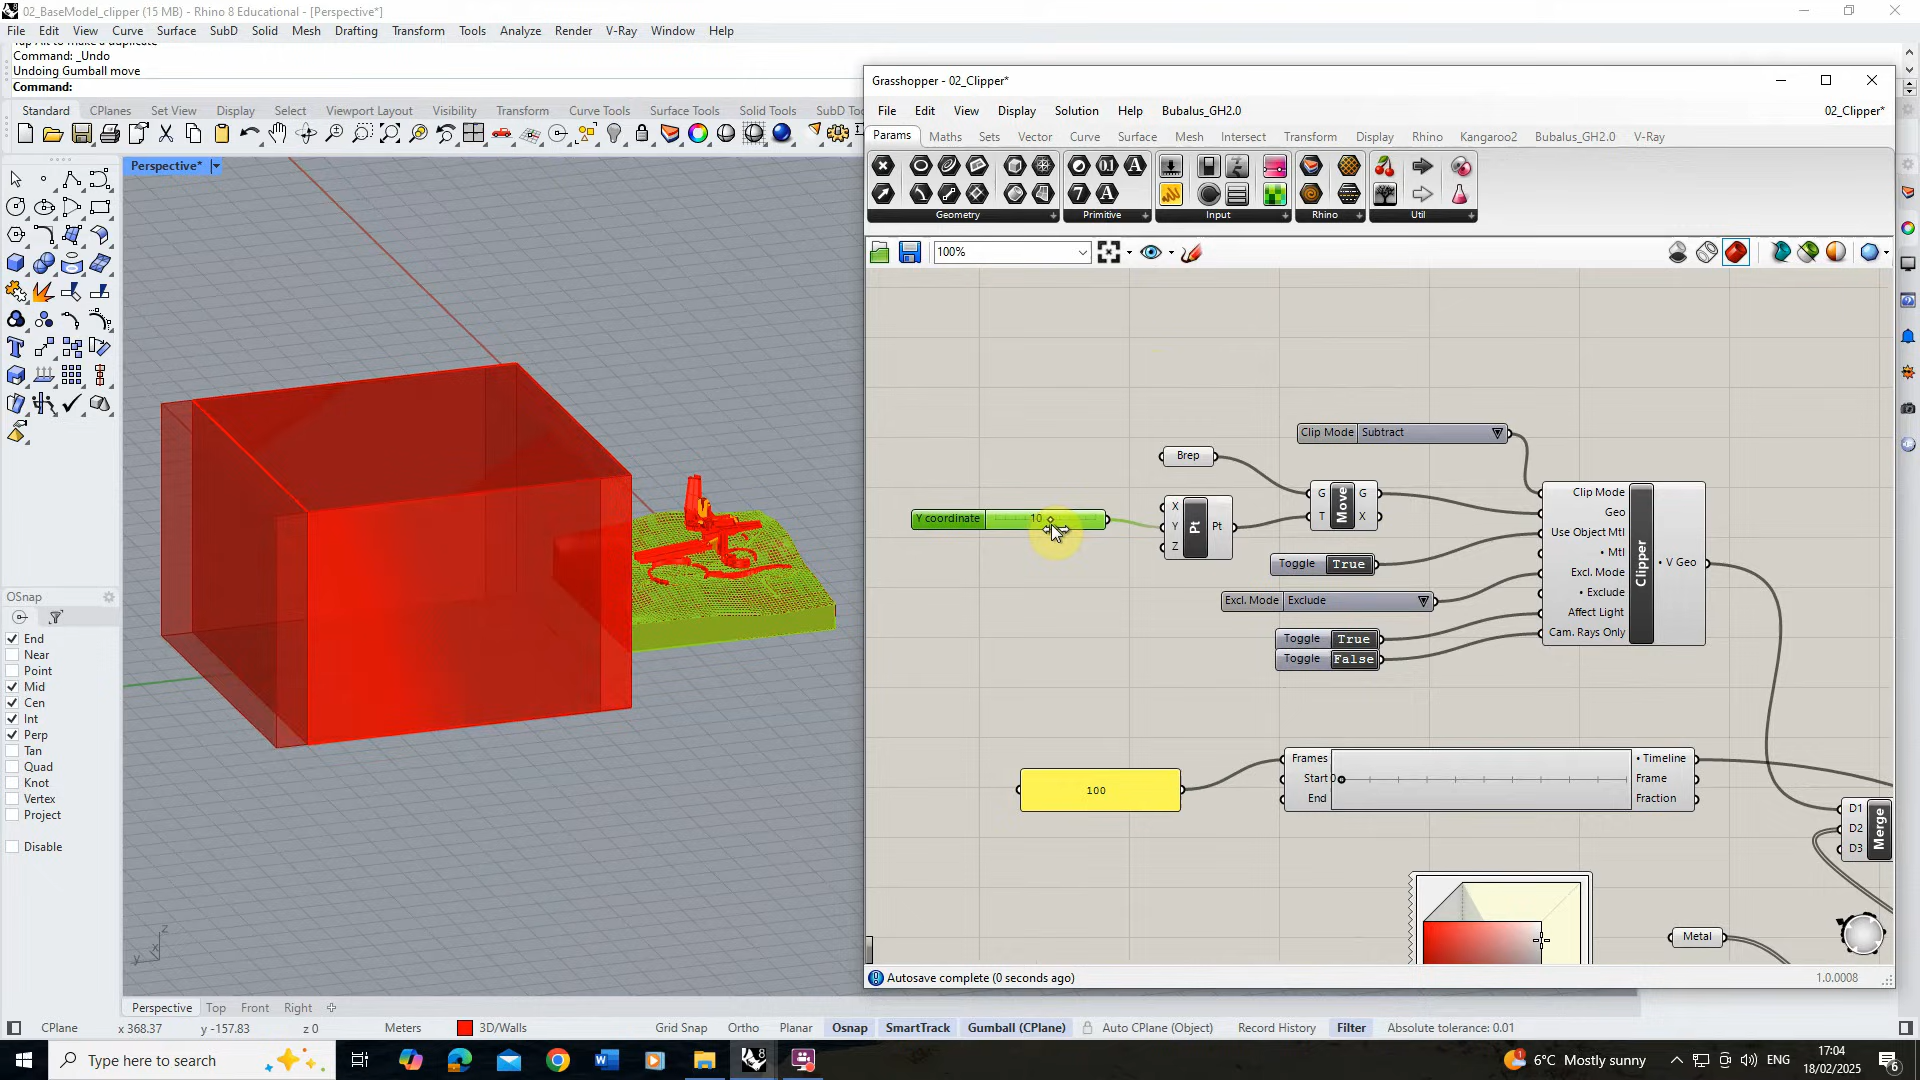 02_BaseModel_clipper (15 MB) - Rhino 8 Educational - [Perspective*]
File Edit View Curve Surface SubD Solid Mesh Drafting Transform Tools Analyze Render V-Ray Window Help
Command: _Undo
Undoing Gumball move
Command:
Standard CPlanes Set View Display Select Viewport Layout Visibility Transform Curve Tools Surface Tools Solid Tools SubD Too
Perspective*
Grasshopper - 02_Clipper*
File Edit View Display Solution Help Bubalus_GH2.0 02_Clipper*
Params Maths Sets Vector Curve Surface Mesh Intersect Transform Display Rhino Kangaroo2 Bubalus_GH2.0 V-Ray
Geometry Primitive Input Rhino Util
100%
Clip Mode Subtract
Brep
Y coordinate 10
X
Y
Z
Pt
Pt
G
T
Move
G
X
Toggle True
Excl. Mode Exclude
Toggle True
Toggle False
Clip Mode
Geo
Use Object Mtl
• Mtl
Excl. Mode
• Exclude
Affect Light
Cam. Rays Only
Clipper
• V Geo
100
Frames
Start 0
End
• Timeline
Frame
Fraction
D1
D2
D3
Merge
Metal
Autosave complete (0 seconds ago) 1.0.0008
OSnap
End
Near
Point
Mid
Cen
Int
Perp
Tan
Quad
Knot
Vertex
Project
Disable
z
x
y
Perspective Top Front Right
CPlane x 368.37 y -157.83 z 0 Meters 3D/Walls Grid Snap Ortho Planar Osnap SmartTrack Gumball (CPlane) Auto CPlane (Object) Record History Filter Absolute tolerance: 0.01
Type here to search
6°C Mostly sunny
ENG
17:04
18/02/2025
6